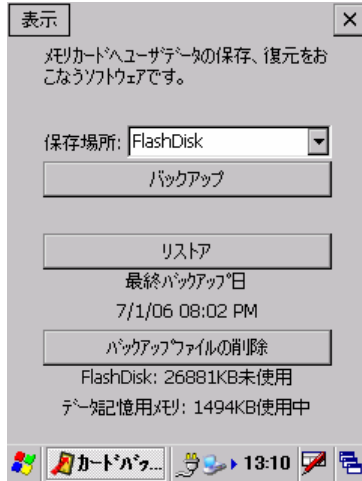 表示
メモリカードへユーザデータの保存、復元をお
こなうソフトウェアです。
保存場所: FlashDisk
バックアップ
リストア
最終バックアップ日
7/1/06 08:02 PM
バックアップファイルの削除
FlashDisk: 26881KB未使用
データ記憶用メモリ: 1494KB使用中
カードバッ... 13:10